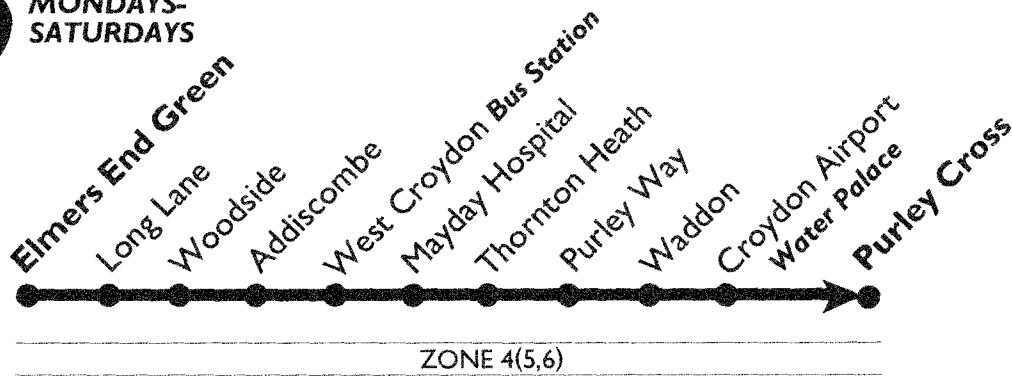 MONDAYS-
SATURDAYS
Elmers End Green
Long Lane
Woodside
Addiscombe
West Croydon Bus Station
Mayday Hospital
Thornton Heath
Purley Way
Waddon
Croydon Airport
Water Palace
Purley Cross
ZONE 4(5,6)